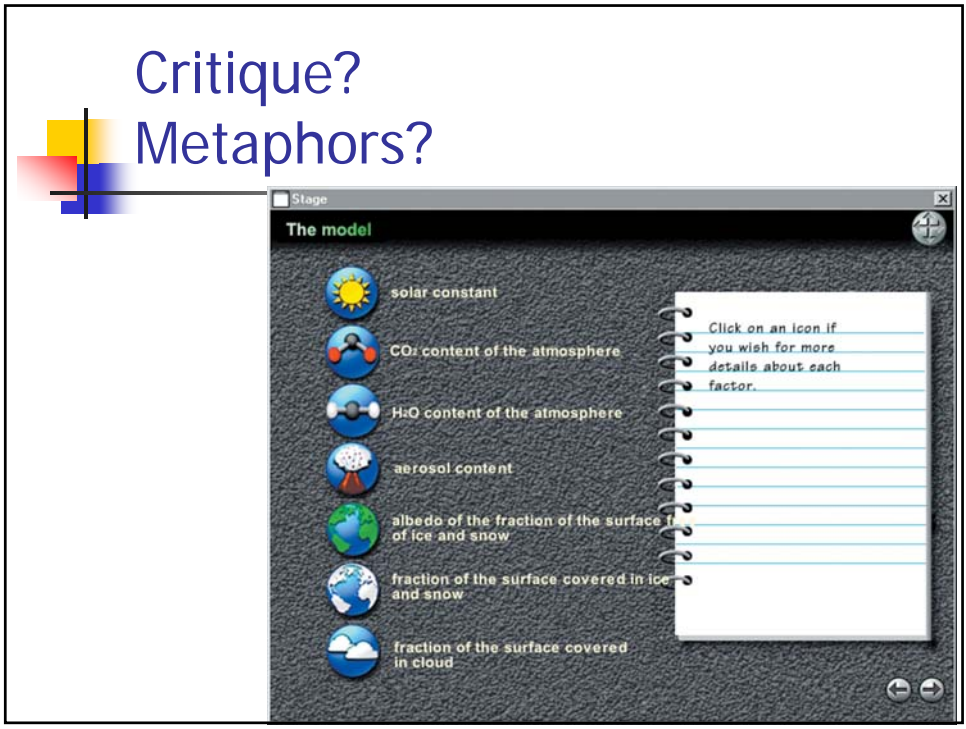 Critique?
Metaphors?
Stage
The model
solar constant
CO₂ content of the atmosphere
H₂O content of the atmosphere
aerosol content
albedo of the fraction of the surface
of ice and snow
fraction of the surface covered in ice
and snow
fraction of the surface covered
in cloud
Click on an icon if
you wish for more
details about each
factor.